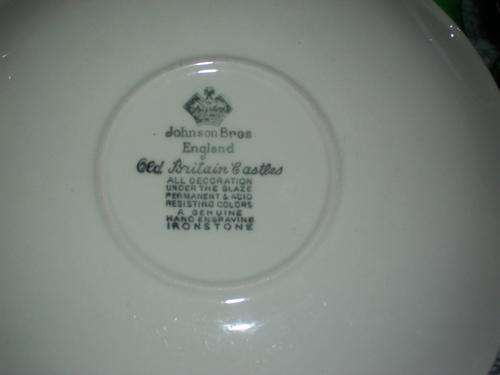 Johnson Bros
England
Old Britain Castles
ALL DECORATION
UNDER THE GLAZE
PERMANENT & ACID
RESISTING COLORS
A GENUINE
HAND ENGRAVING
IRONSTONE